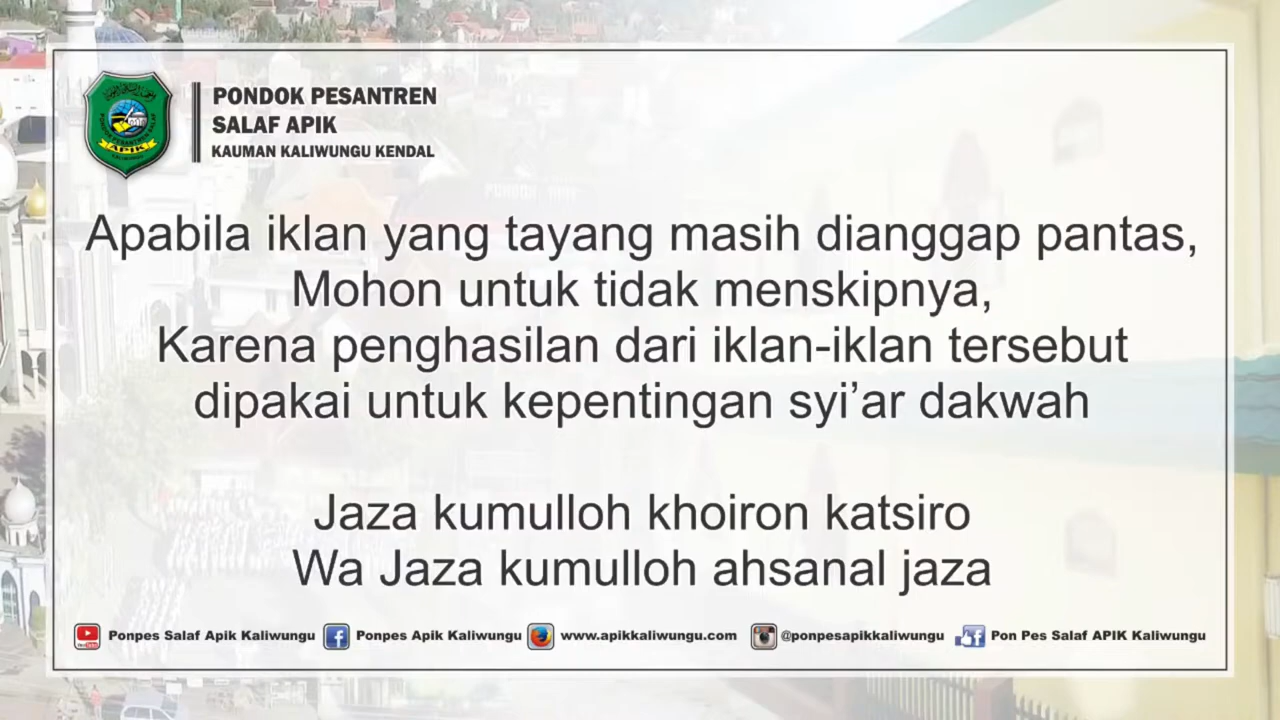 PONDOK PESANTREN
SALAF APIK
KAUMAN KALIWUNGU KENDAL
APIK
Apabila iklan yang tayang masih dianggap pantas,
Mohon untuk tidak menskipnya,
Karena penghasilan dari iklan-iklan tersebut
dipakai untuk kepentingan syi’ar dakwah
Jaza kumulloh khoiron katsiro
Wa Jaza kumulloh ahsanal jaza
Ponpes Salaf Apik Kaliwungu
Ponpes Apik Kaliwungu
www.apikkaliwungu.com
@ponpesapikkaliwungu
Pon Pes Salaf APIK Kaliwungu